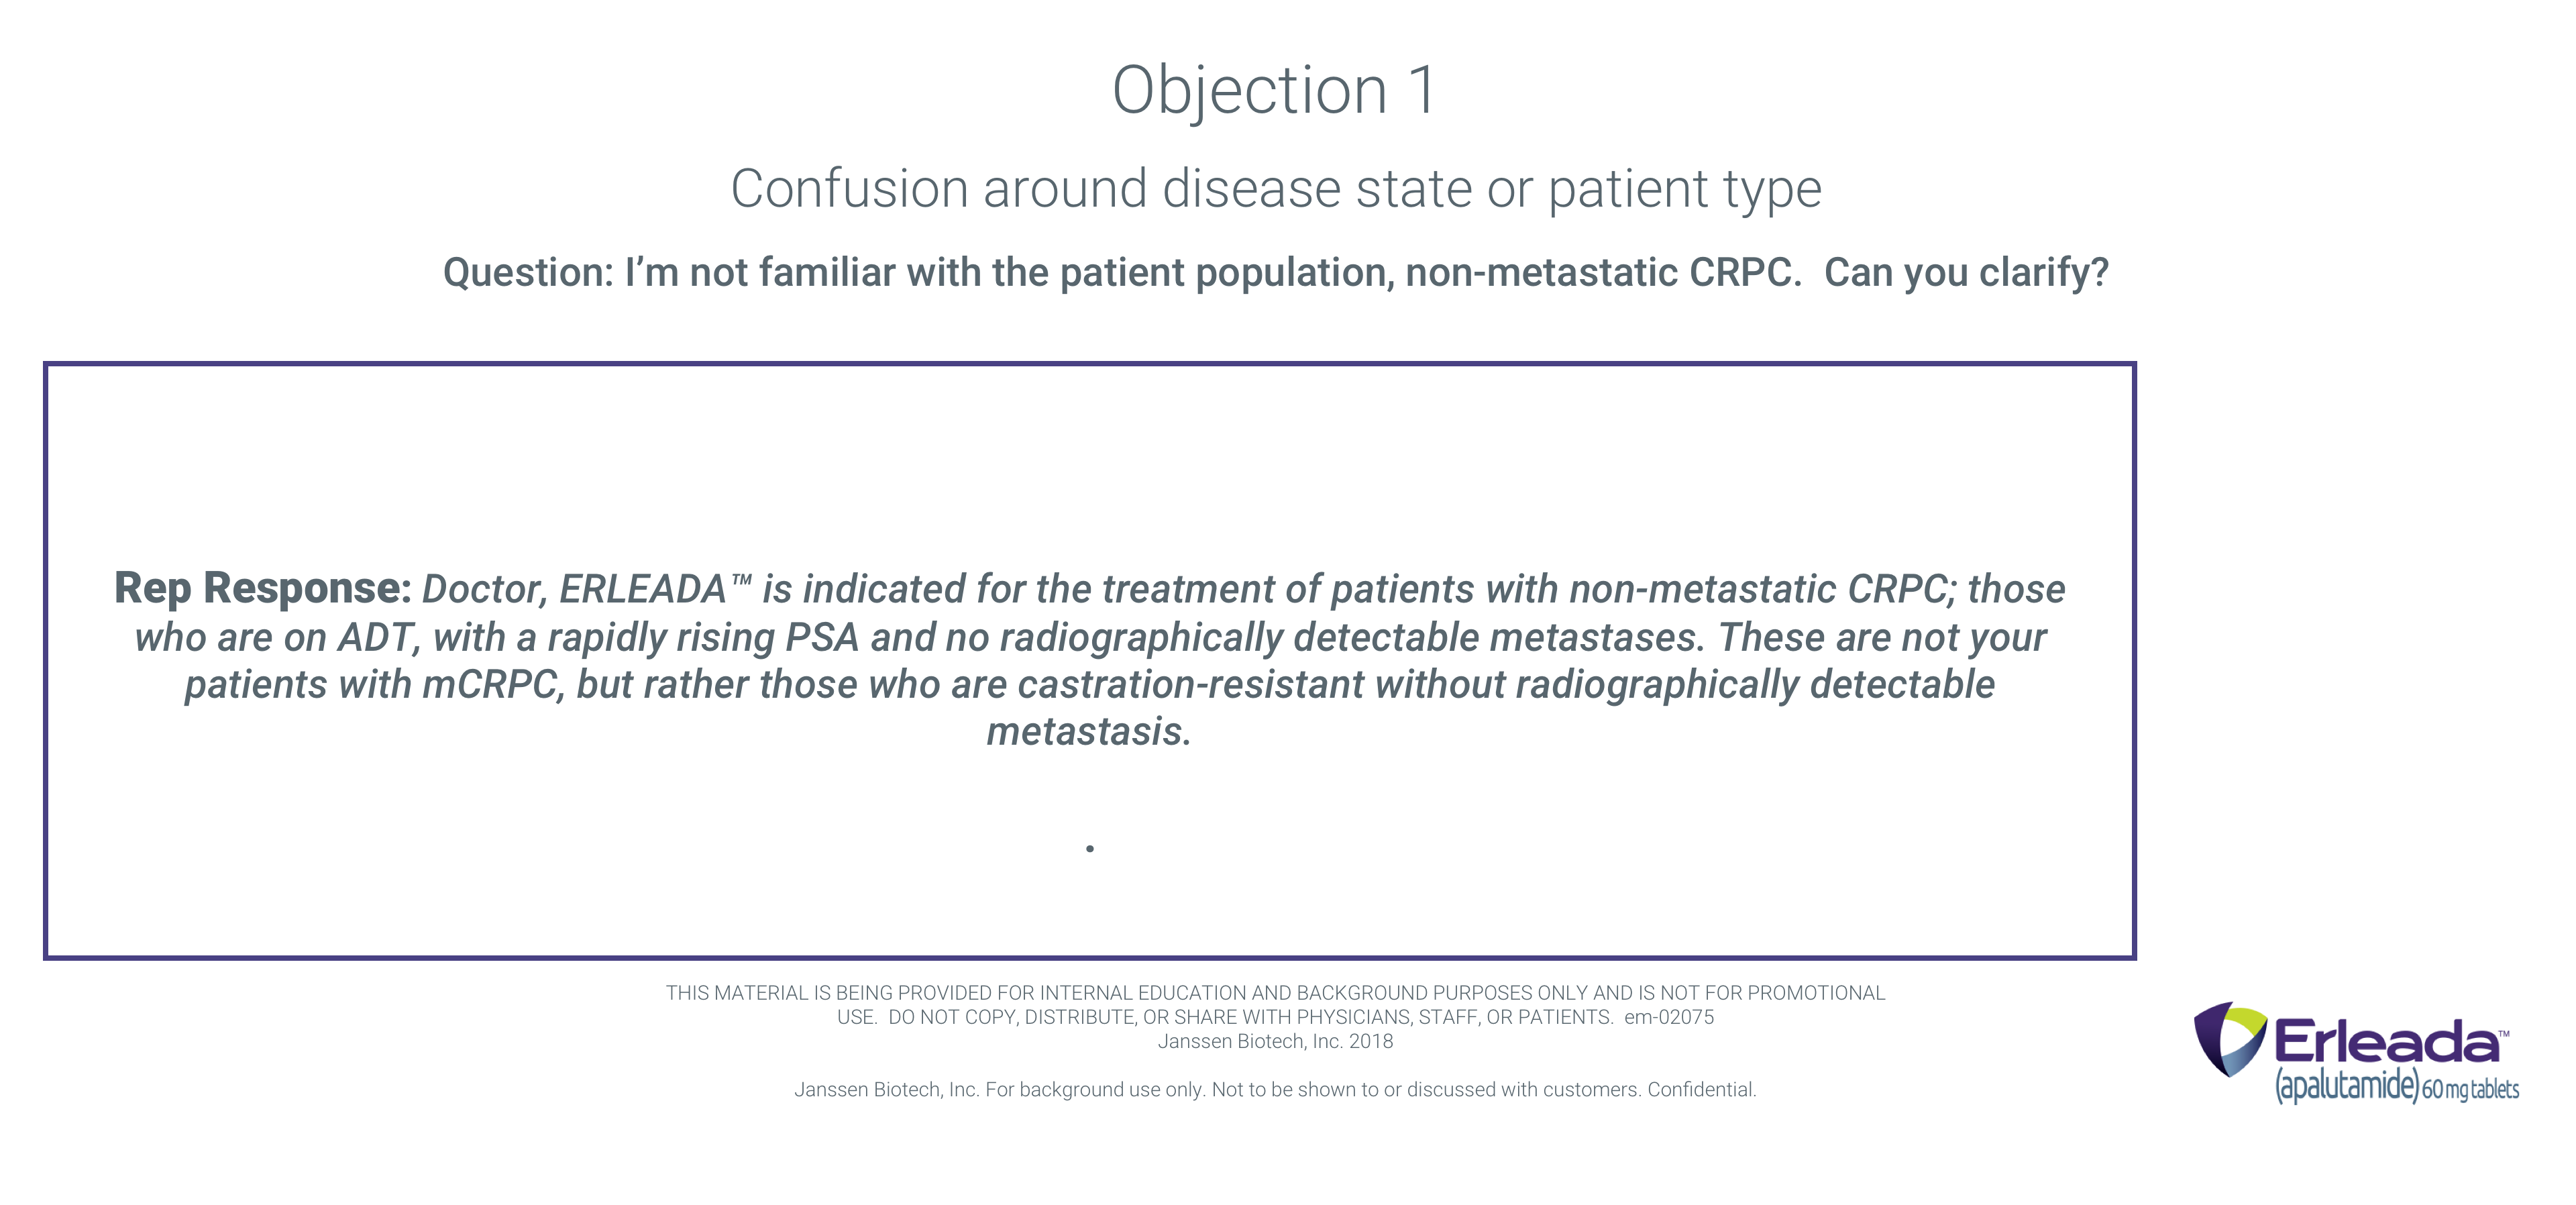 Objection 1
Confusion around disease state or patient type
Question: I’m not familiar with the patient population, non-metastatic CRPC.  Can you clarify?
Rep Response: Doctor, ERLEADA™ is indicated for the treatment of patients with non-metastatic CRPC; those
who are on ADT, with a rapidly rising PSA and no radiographically detectable metastases. These are not your
patients with mCRPC, but rather those who are castration-resistant without radiographically detectable
metastasis.
.
THIS MATERIAL IS BEING PROVIDED FOR INTERNAL EDUCATION AND BACKGROUND PURPOSES ONLY AND IS NOT FOR PROMOTIONAL
USE.  DO NOT COPY, DISTRIBUTE, OR SHARE WITH PHYSICIANS, STAFF, OR PATIENTS.  em-02075
Janssen Biotech, Inc. 2018
Janssen Biotech, Inc. For background use only. Not to be shown to or discussed with customers. Confidential.
Erleada™
(apalutamide) 60 mg tablets